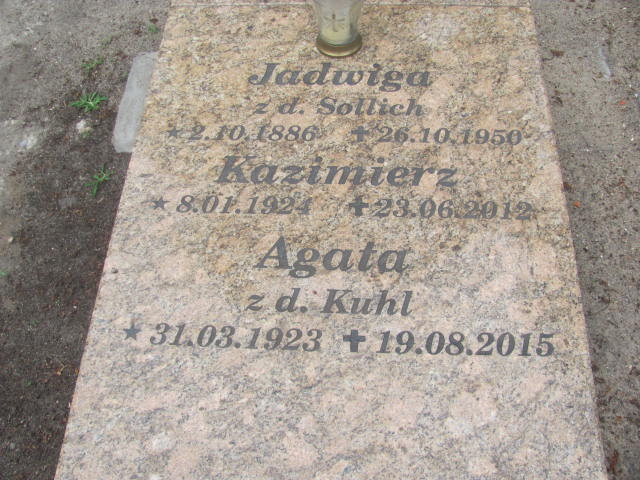 Jadwiga
z d. Sollich
★ 2.10.1886 ✝ 26.10.1950
Kazimierz
★ 8.01.1924 ✝ 23.06.2012
Agata
z d. Kuhl
★ 31.03.1923 ✝ 19.08.2015